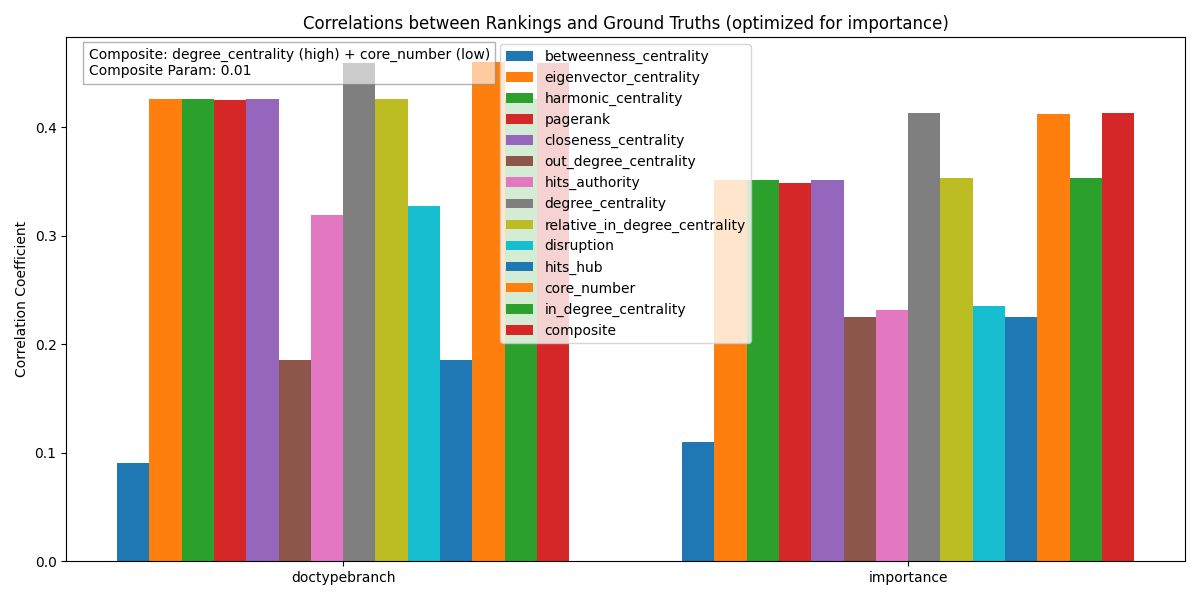 Correlations between Rankings and Ground Truths (optimized for importance)
Composite: degree_centrality (high) + core_number (low)
Composite Param: 0.01
betweenness_centrality
eigenvector_centrality
harmonic_centrality
pagerank
closeness_centrality
out_degree_centrality
hits_authority
degree_centrality
relative_in_degree_centrality
disruption
hits_hub
core_number
in_degree_centrality
composite
Correlation Coefficient
0.4
0.3
0.2
0.1
0.0
doctypebranch
importance